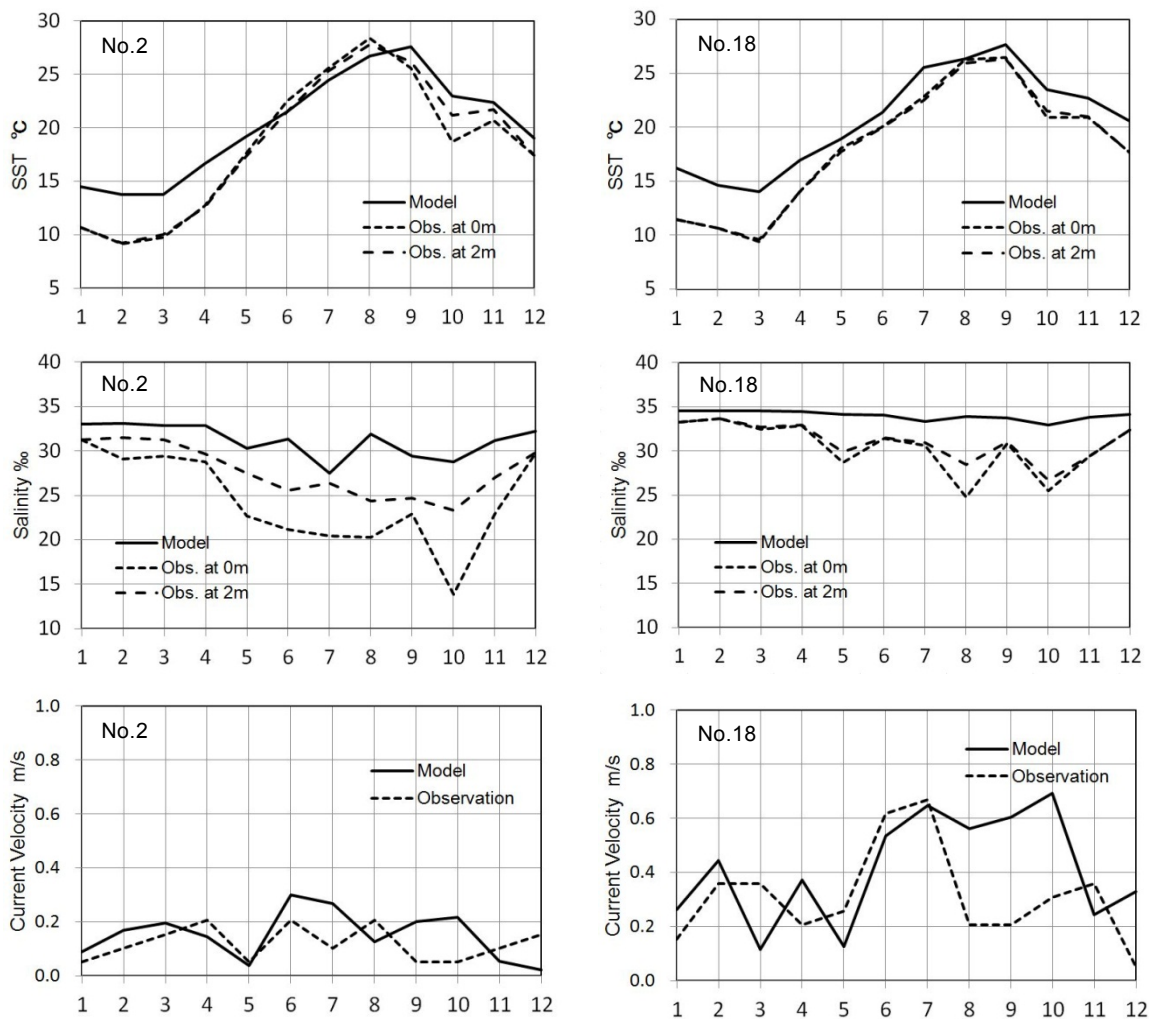 No.2
SST °C
30
25
20
15
10
5
Model
Obs. at 0m
Obs. at 2m
1 2 3 4 5 6 7 8 9 10 11 12
No.18
SST °C
30
25
20
15
10
5
Model
Obs. at 0m
Obs. at 2m
1 2 3 4 5 6 7 8 9 10 11 12
No.2
Salinity ‰
40
35
30
25
20
15
10
Model
Obs. at 0m
Obs. at 2m
1 2 3 4 5 6 7 8 9 10 11 12
No.18
Salinity ‰
40
35
30
25
20
15
10
Model
Obs. at 0m
Obs. at 2m
1 2 3 4 5 6 7 8 9 10 11 12
No.2
Current Velocity m/s
1.0
0.8
0.6
0.4
0.2
0.0
Model
Observation
1 2 3 4 5 6 7 8 9 10 11 12
No.18
Current Velocity m/s
1.0
0.8
0.6
0.4
0.2
0.0
Model
Observation
1 2 3 4 5 6 7 8 9 10 11 12